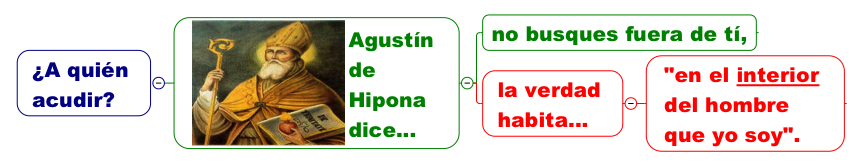 ¿A quién
acudir?
Agustín
de
Hipona
dice...
no busques fuera de tí,
la verdad
habita...
"en el interior
del hombre
que yo soy".